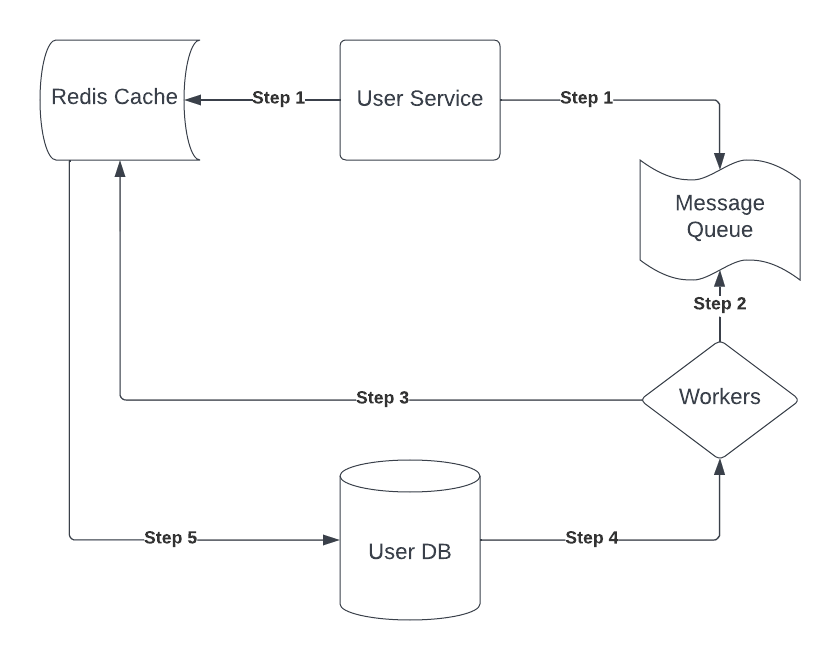 Redis Cache
Step 1
User Service
Step 1
Message
Queue
Step 2
Workers
Step 3
Step 5
User DB
Step 4